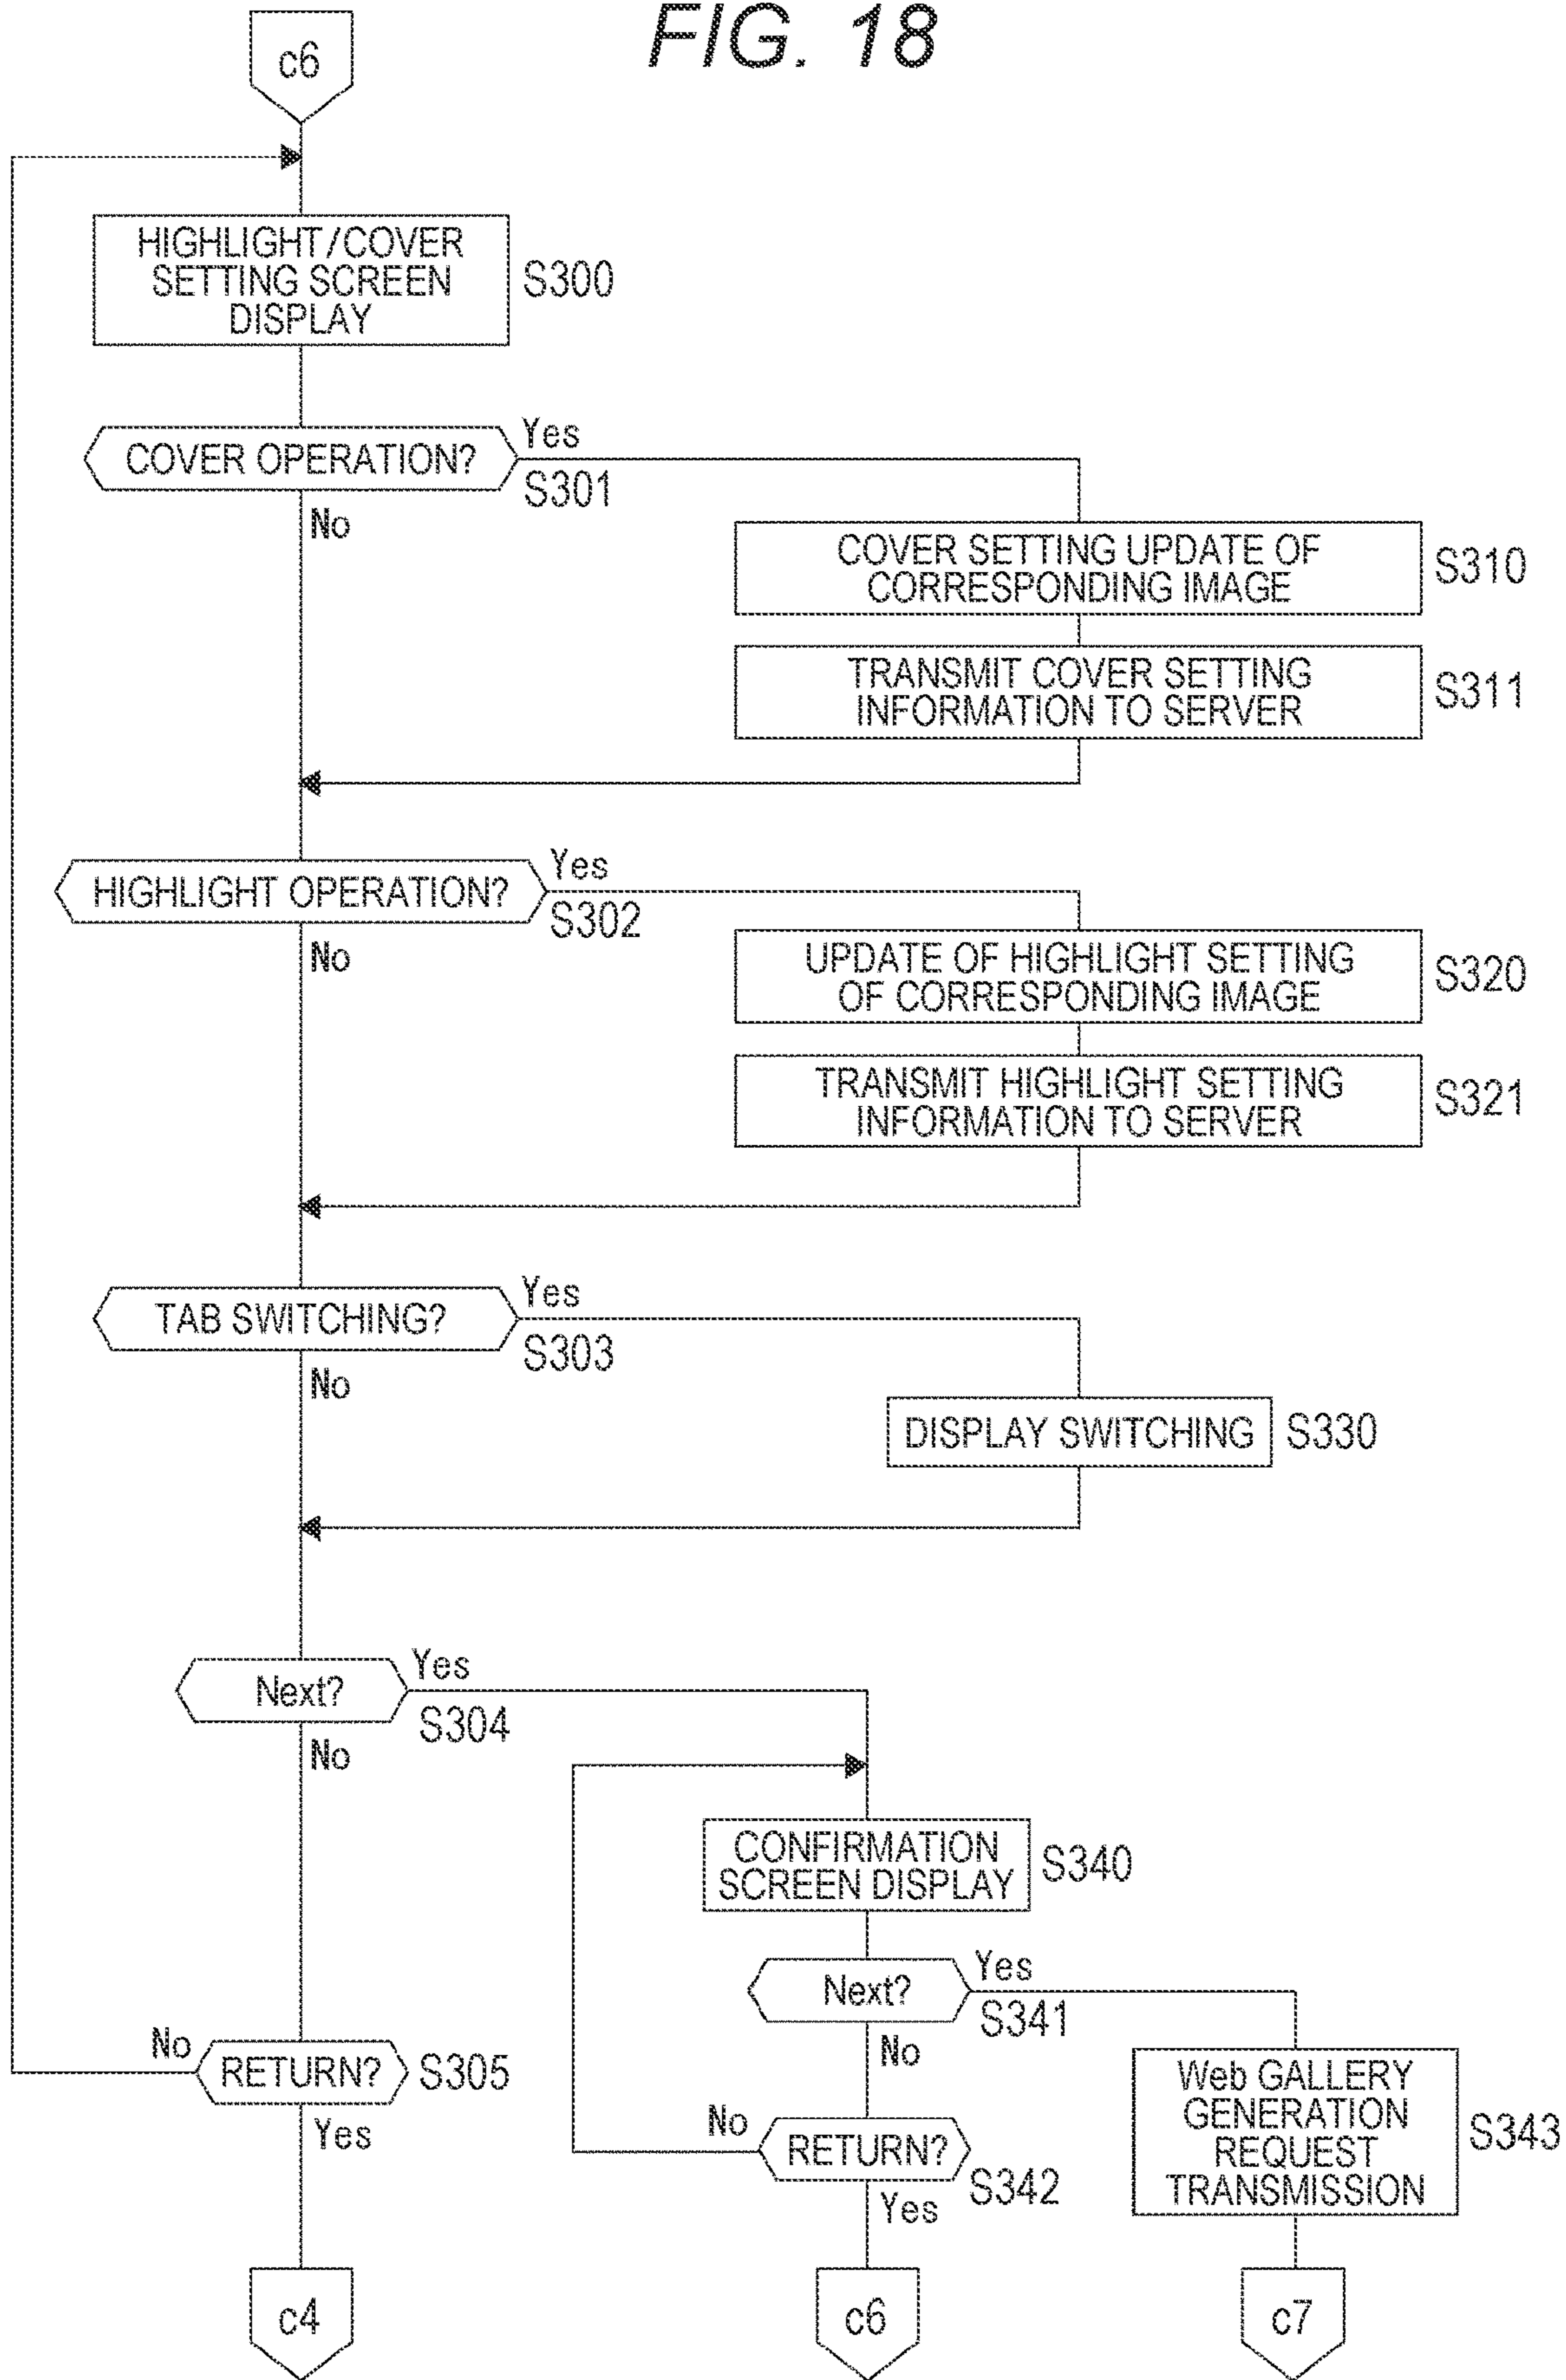 FIG. 18
c6
HIGHLIGHT/COVER
SETTING SCREEN
DISPLAY
S300
COVER OPERATION?
Yes
S301
No
COVER SETTING UPDATE OF
CORRESPONDING IMAGE
S310
TRANSMIT COVER SETTING
INFORMATION TO SERVER
S311
HIGHLIGHT OPERATION?
Yes
S302
No
UPDATE OF HIGHLIGHT SETTING
OF CORRESPONDING IMAGE
S320
TRANSMIT HIGHLIGHT SETTING
INFORMATION TO SERVER
S321
TAB SWITCHING?
Yes
S303
No
DISPLAY SWITCHING
S330
Next?
Yes
S304
No
CONFIRMATION
SCREEN DISPLAY
S340
Next?
Yes
S341
No
No
RETURN?
S305
Yes
Web GALLERY
GENERATION
REQUEST
TRANSMISSION
S343
No
RETURN?
S342
Yes
c4
c6
c7